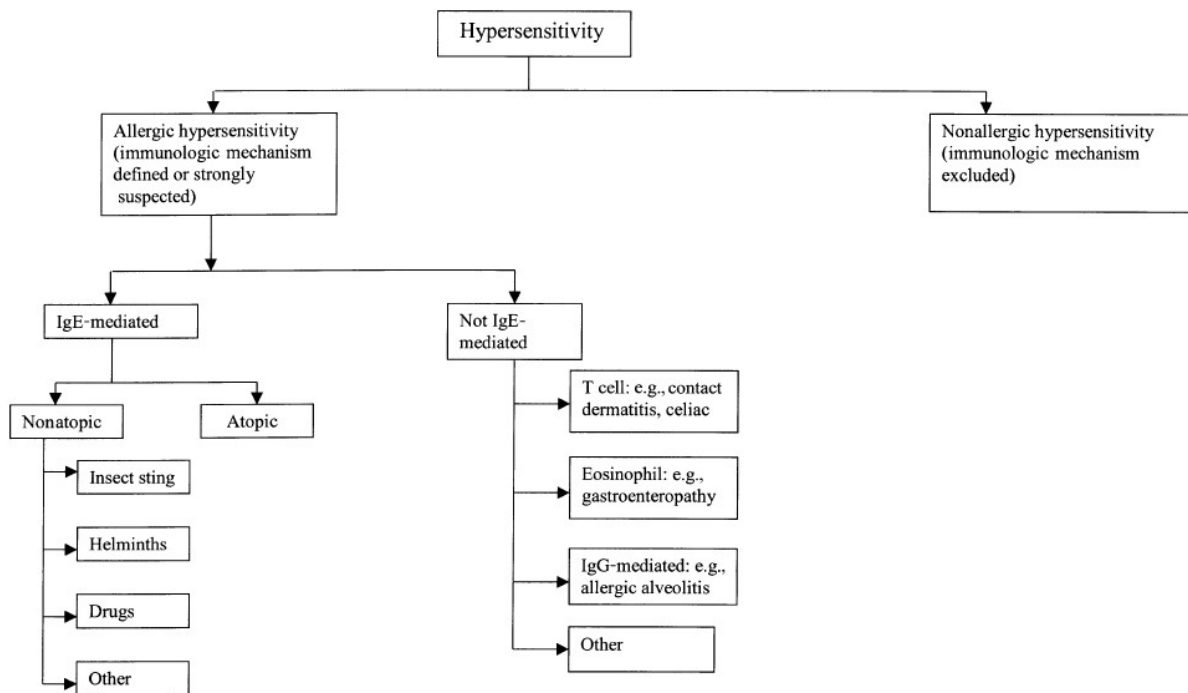 Hypersensitivity
Allergic hypersensitivity
(immunologic mechanism
defined or strongly
suspected)
Nonallergic hypersensitivity
(immunologic mechanism
excluded)
IgE-mediated
Not IgE-
mediated
Nonatopic
Atopic
Insect sting
Helminths
Drugs
Other
T cell: e.g., contact
dermatitis, celiac
Eosinophil: e.g.,
gastroenteropathy
IgG-mediated: e.g.,
allergic alveolitis
Other